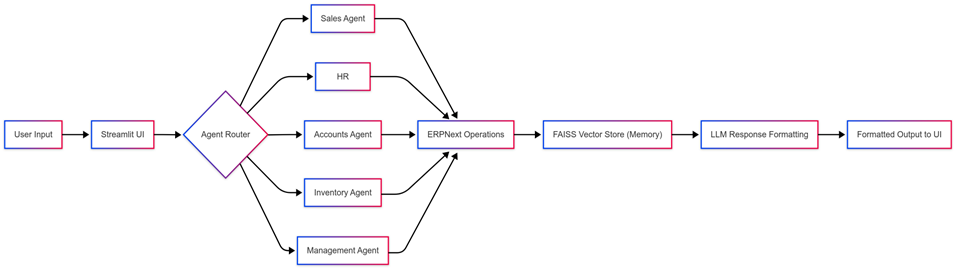 User Input
Streamlit UI
Agent Router
Sales Agent
HR
Accounts Agent
Inventory Agent
Management Agent
ERPNext Operations
FAISS Vector Store (Memory)
LLM Response Formatting
Formatted Output to UI